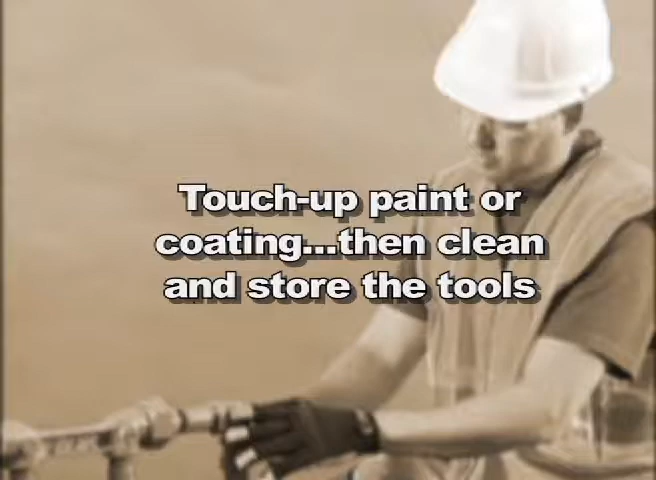 Touch-up paint or
coating...then clean
and store the tools